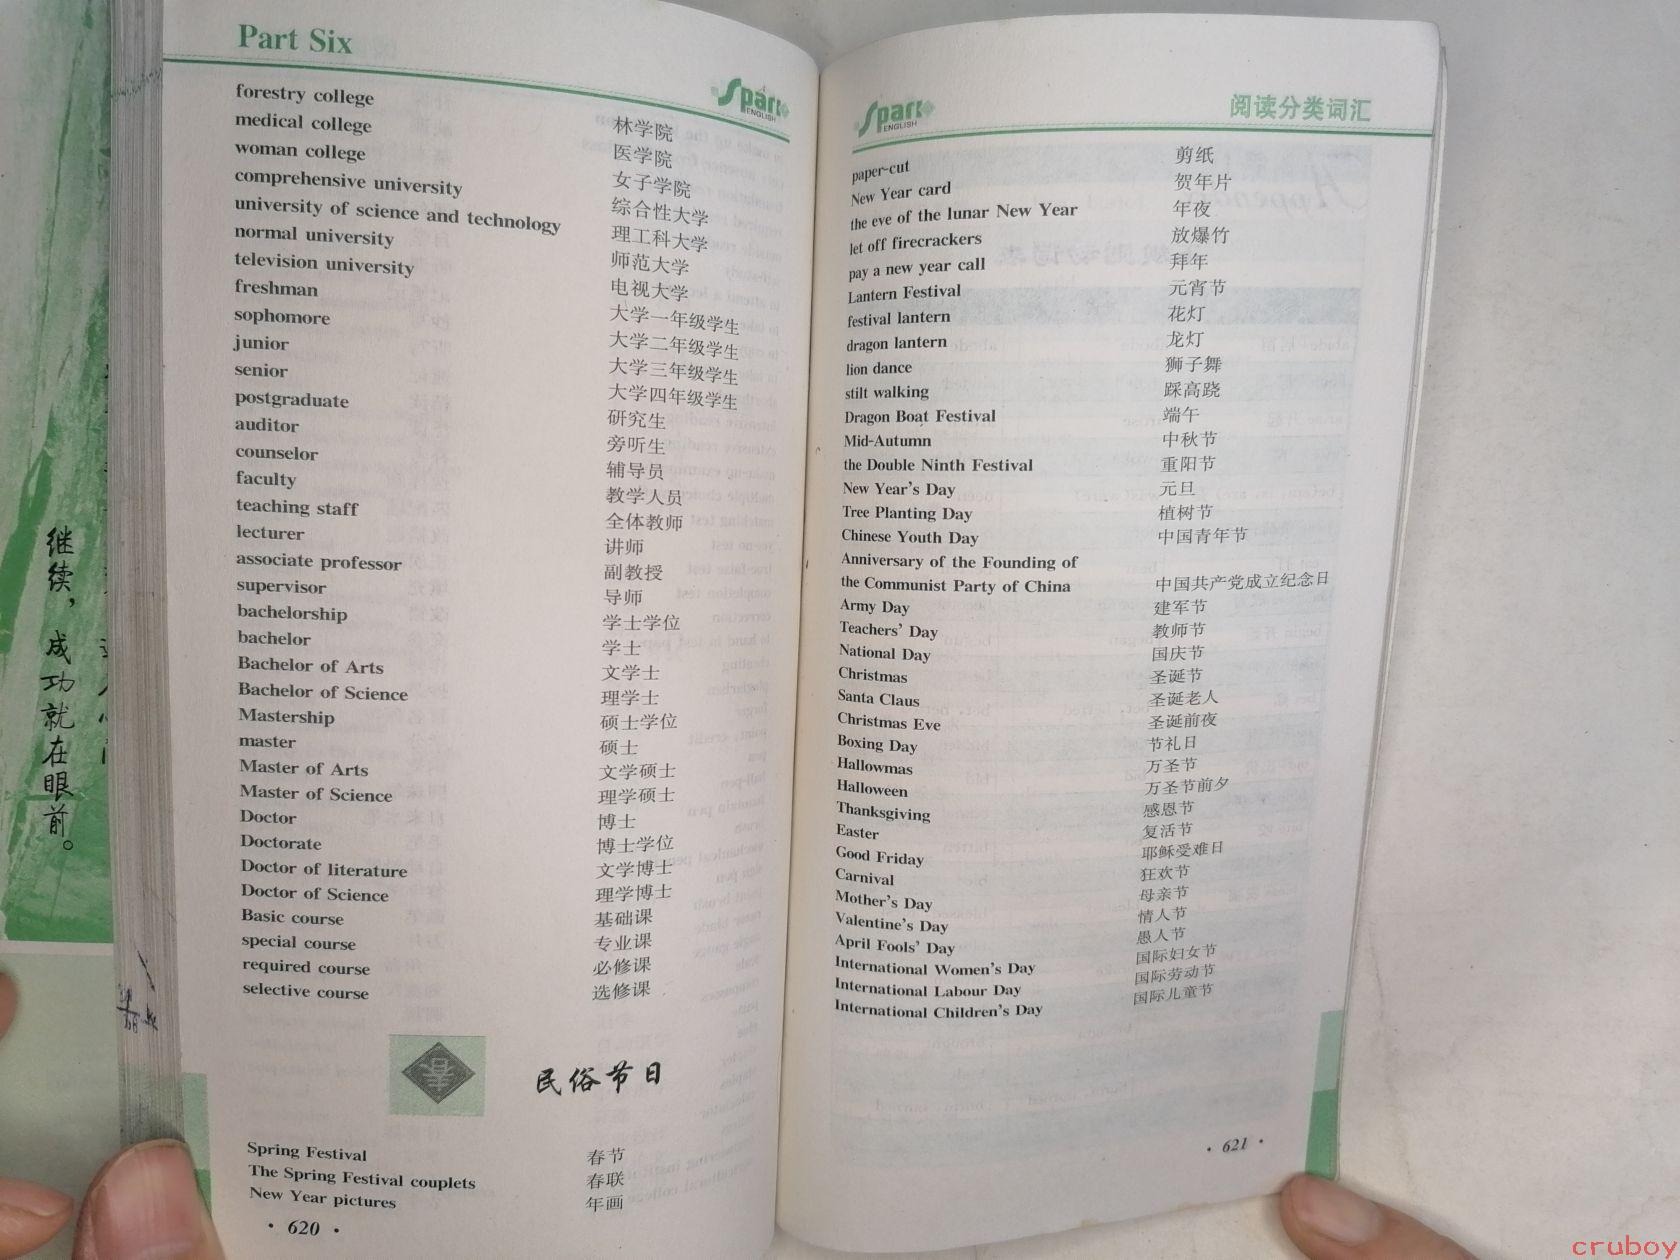 继续，成功就在眼前。
Part Six
Spark
ENGLISH
forestry college 林学院
medical college 医学院
woman college 女子学院
comprehensive university 综合性大学
university of science and technology 理工科大学
normal university 师范大学
television university 电视大学
freshman 大学一年级学生
sophomore 大学二年级学生
junior 大学三年级学生
senior 大学四年级学生
postgraduate 研究生
auditor 旁听生
counselor 辅导员
faculty 教学人员
teaching staff 全体教师
lecturer 讲师
associate professor 副教授
supervisor 导师
bachelorship 学士学位
bachelor 学士
Bachelor of Arts 文学士
Bachelor of Science 理学士
Mastership 硕士学位
master 硕士
Master of Arts 文学硕士
Master of Science 理学硕士
Doctor 博士
Doctorate 博士学位
Doctor of literature 文学博士
Doctor of Science 理学博士
Basic course 基础课
special course 专业课
required course 必修课
selective course 选修课
春
民俗节日
Spring Festival 春节
The Spring Festival couplets 春联
New Year pictures 年画
· 620 ·
Spark
ENGLISH
阅读分类词汇
paper-cut 剪纸
New Year card 贺年片
the eve of the lunar New Year 年夜
let off firecrackers 放爆竹
pay a new year call 拜年
Lantern Festival 元宵节
festival lantern 花灯
dragon lantern 龙灯
lion dance 狮子舞
stilt walking 踩高跷
Dragon Boat Festival 端午
Mid-Autumn 中秋节
the Double Ninth Festival 重阳节
New Year's Day 元旦
Tree Planting Day 植树节
Chinese Youth Day 中国青年节
Anniversary of the Founding of
the Communist Party of China 中国共产党成立纪念日
Army Day 建军节
Teachers' Day 教师节
National Day 国庆节
Christmas 圣诞节
Santa Claus 圣诞老人
Christmas Eve 圣诞前夜
Boxing Day 节礼日
Hallowmas 万圣节
Halloween 万圣节前夕
Thanksgiving 感恩节
Easter 复活节
Good Friday 耶稣受难日
Carnival 狂欢节
Mother's Day 母亲节
Valentine's Day 情人节
April Fools' Day 愚人节
International Women's Day 国际妇女节
International Labour Day 国际劳动节
International Children's Day 国际儿童节
· 621 ·
cruboy